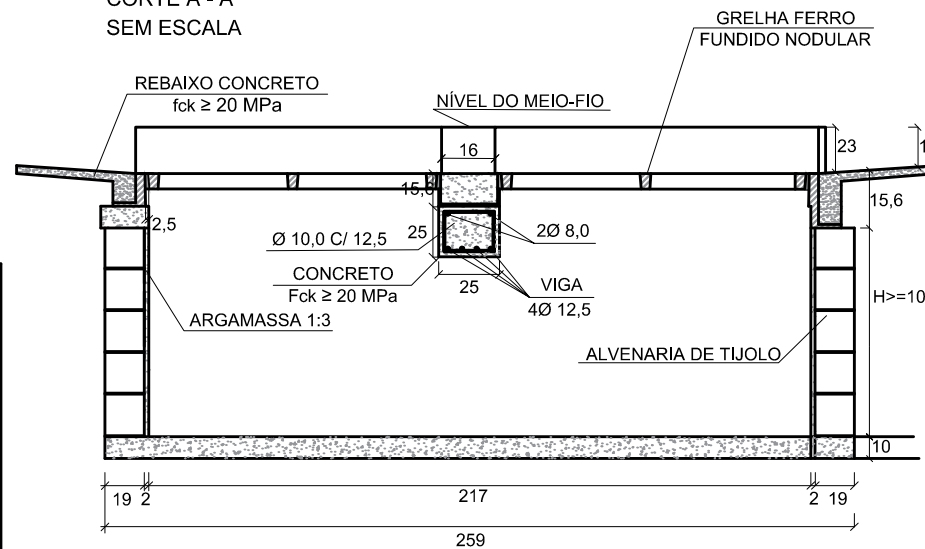 CORTE A - A
SEM ESCALA
GRELHA FERRO
FUNDIDO NODULAR
REBAIXO CONCRETO
fck ≥ 20 MPa
NÍVEL DO MEIO-FIO
16
23
15,6
15,6
2,5
25
Ø 10,0 C/ 12,5
2Ø 8,0
CONCRETO
Fck ≥ 20 MPa
25
VIGA
4Ø 12,5
H>=10
ARGAMASSA 1:3
ALVENARIA DE TIJOLO
10
19 2
217
2 19
259